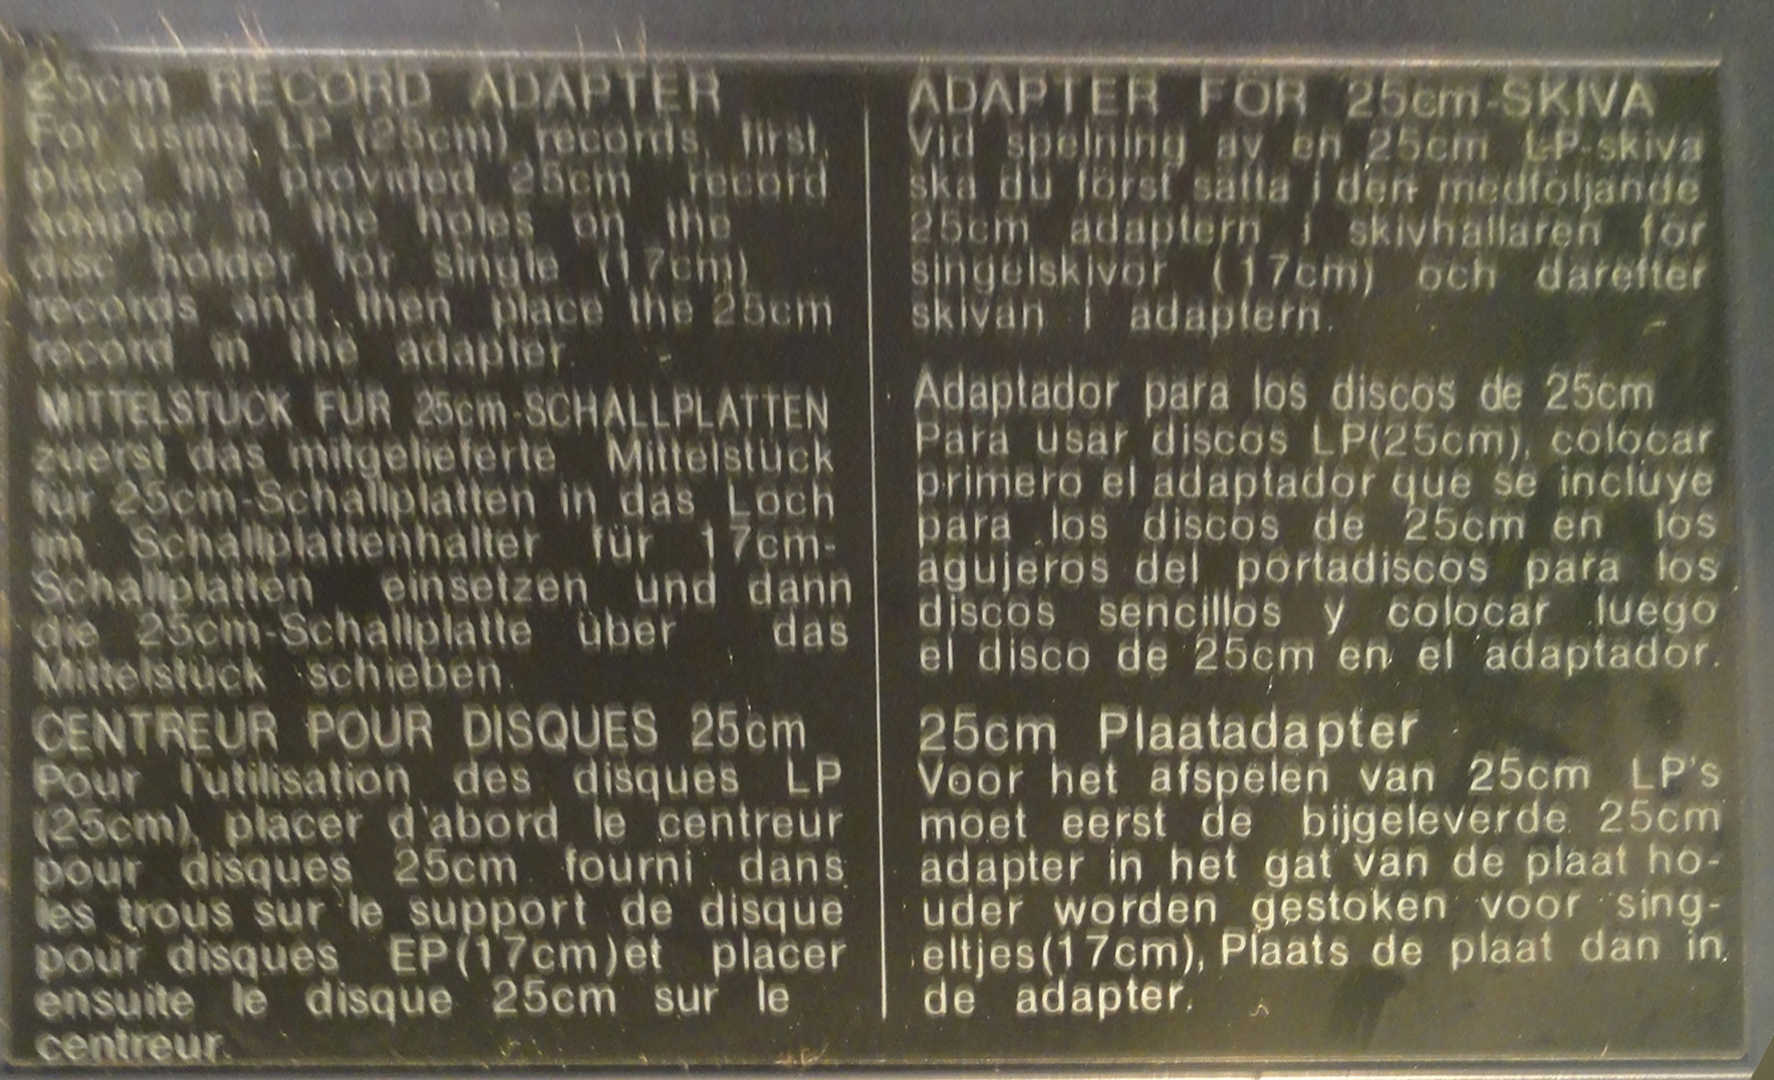 25cm RECORD ADAPTER
For using LP (25cm) records, first,
place the provided 25cm record
adapter in the holes on the
disc holder for single (17cm)
records and then place the 25cm
record in the adapter.
MITTELSTUCK FUR 25cm-SCHALLPLATTEN
zuerst das mitgelieferte Mittelstück
für 25cm-Schallplatten in das Loch
im Schallplattenhalter für 17cm-
Schallplatten einsetzen und dann
die 25cm-Schallplatte über das
Mittelstück schieben.
CENTREUR POUR DISQUES 25cm
Pour l'utilisation des disques LP
(25cm), placer d'abord le centreur
pour disques 25cm fourni dans
les trous sur le support de disque
pour disques EP(17cm)et placer
ensuite le disque 25cm sur le
centreur.
ADAPTER FÖR 25cm-SKIVA
Vid spelning av en 25cm LP-skiva
ska du först sätta i den medföljande
25cm adaptern i skivhallaren för
singelskivor (17cm) och darefter
skivan i adaptern.
Adaptador para los discos de 25cm
Para usar discos LP(25cm), colocar
primero el adaptador que se incluye
para los discos de 25cm en los
agujeros del portadiscos para los
discos sencillos y colocar luego
el disco de 25cm en el adaptador.
25cm Plaatadapter
Voor het afspelen van 25cm LP's
moet eerst de bijgeleverde 25cm
adapter in het gat van de plaat ho-
uder worden gestoken voor sing-
eltjes(17cm), Plaats de plaat dan in
de adapter.